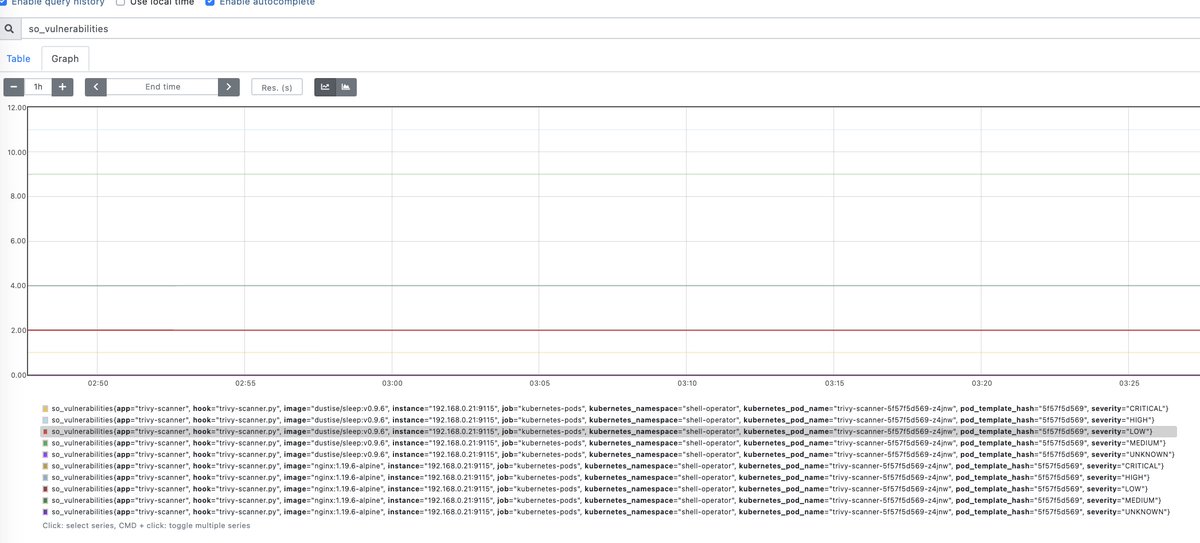 Enable query history Use local time Enable autocomplete
so_vulnerabilities
Table Graph
1h End time Res. (s)
12.00
10.00
8.00
6.00
4.00
2.00
0.00
02:50 02:55 03:00 03:05 03:10 03:15 03:20 03:25
so_vulnerabilities{app="trivy-scanner", hook="trivy-scanner.py", image="dustise/sleep:v0.9.6", instance="192.168.0.21:9115", job="kubernetes-pods", kubernetes_namespace="shell-operator", kubernetes_pod_name="trivy-scanner-5f57f5d569-z4jnw", pod_template_hash="5f57f5d569", severity="CRITICAL"}
so_vulnerabilities{app="trivy-scanner", hook="trivy-scanner.py", image="dustise/sleep:v0.9.6", instance="192.168.0.21:9115", job="kubernetes-pods", kubernetes_namespace="shell-operator", kubernetes_pod_name="trivy-scanner-5f57f5d569-z4jnw", pod_template_hash="5f57f5d569", severity="HIGH"}
so_vulnerabilities{app="trivy-scanner", hook="trivy-scanner.py", image="dustise/sleep:v0.9.6", instance="192.168.0.21:9115", job="kubernetes-pods", kubernetes_namespace="shell-operator", kubernetes_pod_name="trivy-scanner-5f57f5d569-z4jnw", pod_template_hash="5f57f5d569", severity="LOW"}
so_vulnerabilities{app="trivy-scanner", hook="trivy-scanner.py", image="dustise/sleep:v0.9.6", instance="192.168.0.21:9115", job="kubernetes-pods", kubernetes_namespace="shell-operator", kubernetes_pod_name="trivy-scanner-5f57f5d569-z4jnw", pod_template_hash="5f57f5d569", severity="MEDIUM"}
so_vulnerabilities{app="trivy-scanner", hook="trivy-scanner.py", image="dustise/sleep:v0.9.6", instance="192.168.0.21:9115", job="kubernetes-pods", kubernetes_namespace="shell-operator", kubernetes_pod_name="trivy-scanner-5f57f5d569-z4jnw", pod_template_hash="5f57f5d569", severity="UNKNOWN"}
so_vulnerabilities{app="trivy-scanner", hook="trivy-scanner.py", image="nginx:1.19.6-alpine", instance="192.168.0.21:9115", job="kubernetes-pods", kubernetes_namespace="shell-operator", kubernetes_pod_name="trivy-scanner-5f57f5d569-z4jnw", pod_template_hash="5f57f5d569", severity="CRITICAL"}
so_vulnerabilities{app="trivy-scanner", hook="trivy-scanner.py", image="nginx:1.19.6-alpine", instance="192.168.0.21:9115", job="kubernetes-pods", kubernetes_namespace="shell-operator", kubernetes_pod_name="trivy-scanner-5f57f5d569-z4jnw", pod_template_hash="5f57f5d569", severity="HIGH"}
so_vulnerabilities{app="trivy-scanner", hook="trivy-scanner.py", image="nginx:1.19.6-alpine", instance="192.168.0.21:9115", job="kubernetes-pods", kubernetes_namespace="shell-operator", kubernetes_pod_name="trivy-scanner-5f57f5d569-z4jnw", pod_template_hash="5f57f5d569", severity="LOW"}
so_vulnerabilities{app="trivy-scanner", hook="trivy-scanner.py", image="nginx:1.19.6-alpine", instance="192.168.0.21:9115", job="kubernetes-pods", kubernetes_namespace="shell-operator", kubernetes_pod_name="trivy-scanner-5f57f5d569-z4jnw", pod_template_hash="5f57f5d569", severity="MEDIUM"}
so_vulnerabilities{app="trivy-scanner", hook="trivy-scanner.py", image="nginx:1.19.6-alpine", instance="192.168.0.21:9115", job="kubernetes-pods", kubernetes_namespace="shell-operator", kubernetes_pod_name="trivy-scanner-5f57f5d569-z4jnw", pod_template_hash="5f57f5d569", severity="UNKNOWN"}
Click: select series, CMD + click: toggle multiple series